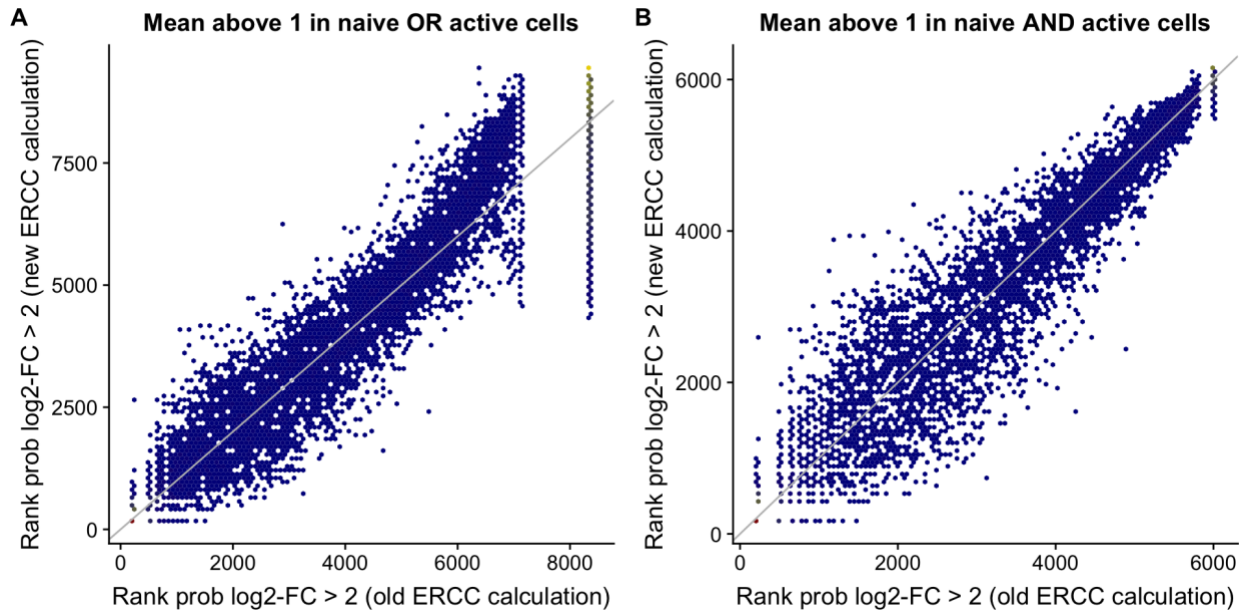 A
Mean above 1 in naive OR active cells
Rank prob log2-FC > 2 (new ERCC calculation)
7500
5000
2500
0
0 2000 4000 6000 8000
Rank prob log2-FC > 2 (old ERCC calculation)
B
Mean above 1 in naive AND active cells
Rank prob log2-FC > 2 (new ERCC calculation)
6000
4000
2000
0
0 2000 4000 6000
Rank prob log2-FC > 2 (old ERCC calculation)